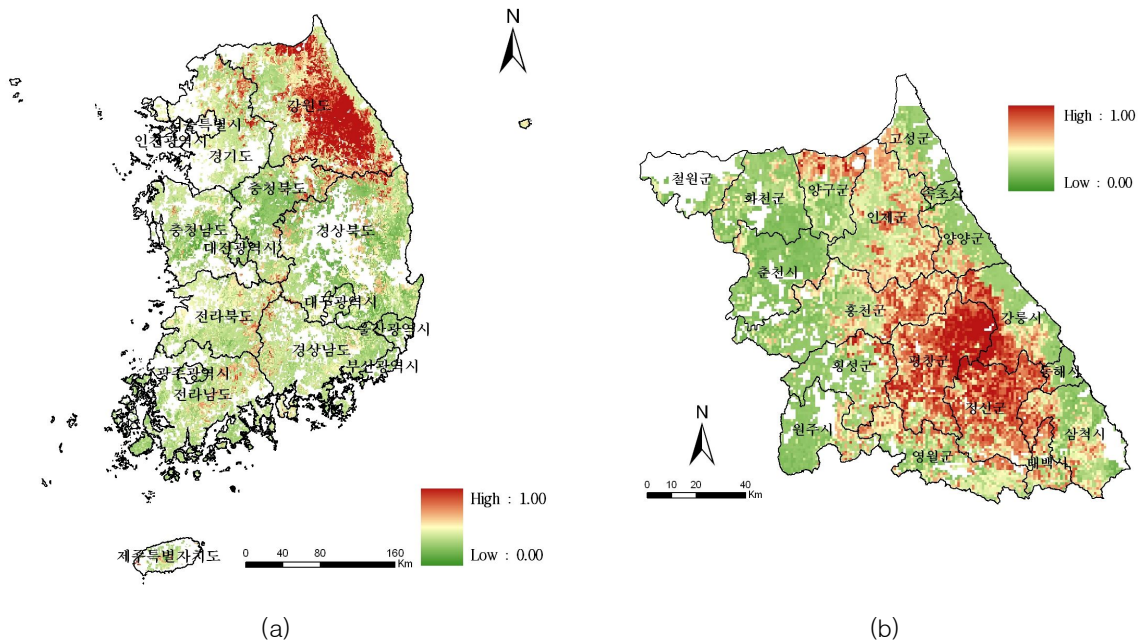 N
강원도
서울특별시
인천광역시
경기도
충청북도
충청남도
경상북도
대전광역시
대구광역시
전라북도
울산광역시
경상남도
부산광역시
광주광역시
전라남도
제주특별자치도
High : 1.00
Low : 0.00
0 40 80 160
Km
(a)
High : 1.00
Low : 0.00
고성군
철원군
양구군
화천군
속초시
인제군
양양군
춘천시
홍천군
강릉시
평창군
횡성군
동해시
정선군
원주시
삼척시
영월군
태백시
N
0 10 20 40
Km
(b)